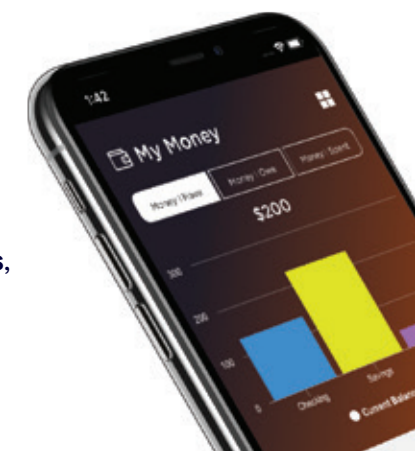 1:42
My Money
Money I Have
Money I Owe
Money I Spent
$200
s,
300
200
100
0
Checking
Savings
Current Balance